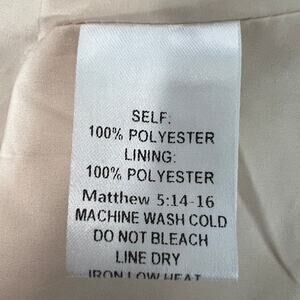 SELF:
100% POLYESTER
LINING:
100% POLYESTER
Matthew 5:14-16
MACHINE WASH COLD
DO NOT BLEACH
LINE DRY
IRON LOW HEAT